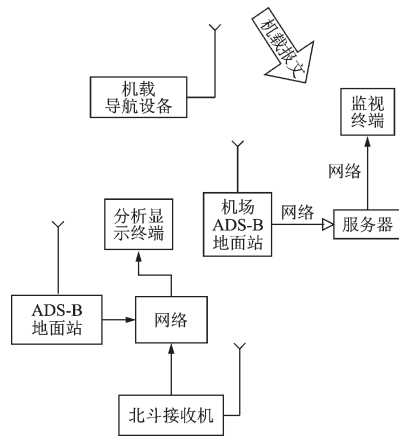 机载报文
机载
导航设备
监视
终端
网络
机场
ADS-B
地面站
网络
服务器
分析显
示终端
ADS-B
地面站
网络
北斗接收机